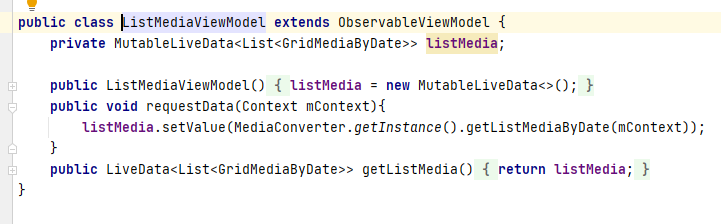 public class ListMediaViewModel extends ObservableViewModel {
private MutableLiveData<List<GridMediaByDate>> listMedia;
public ListMediaViewModel() { listMedia = new MutableLiveData<>(); }
public void requestData(Context mContext){
listMedia.setValue(MediaConverter.getInstance().getListMediaByDate(mContext));
}
public LiveData<List<GridMediaByDate>> getListMedia() { return listMedia; }
}